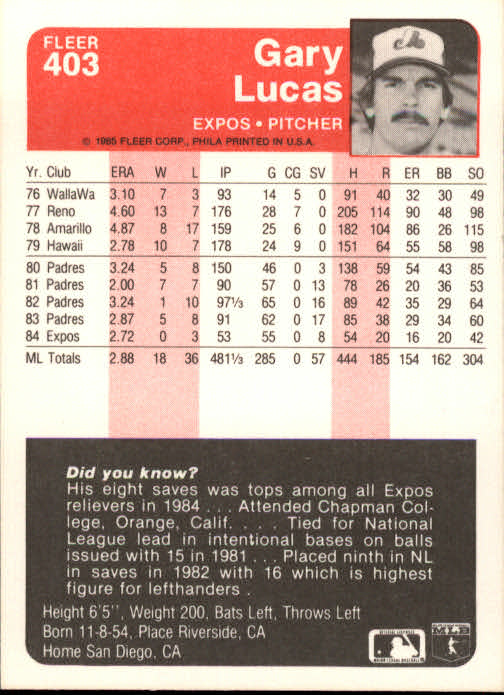 FLEER
403
Gary
Lucas
EXPOS • PITCHER
© 1985 FLEER CORP., PHILA PRINTED IN U.S.A.
Yr. Club ERA W L IP G CG SV H R ER BB SO
76 WallaWa 3.10 7 3 93 14 5 0 91 40 32 30 49
77 Reno 4.60 13 7 176 28 7 0 205 114 90 48 98
78 Amarillo 4.87 8 17 159 25 6 0 182 104 86 26 115
79 Hawaii 2.78 10 7 178 24 9 0 151 64 55 58 98
80 Padres 3.24 5 8 150 46 0 3 138 59 54 43 85
81 Padres 2.00 7 7 90 57 0 13 78 26 20 36 53
82 Padres 3.24 1 10 97⅓ 65 0 16 89 42 35 29 64
83 Padres 2.87 5 8 91 62 0 17 85 38 29 34 60
84 Expos 2.72 0 3 53 55 0 8 54 20 16 20 42
ML Totals 2.88 18 36 481⅓ 285 0 57 444 185 154 162 304
Did you know?
His eight saves was tops among all Expos
relievers in 1984 . . . Attended Chapman Col-
lege, Orange, Calif. . . . Tied for National
League lead in intentional bases on balls
issued with 15 in 1981 . . . Placed ninth in NL
in saves in 1982 with 16 which is highest
figure for lefthanders .
Height 6'5'', Weight 200, Bats Left, Throws Left
Born 11-8-54, Place Riverside, CA
Home San Diego, CA